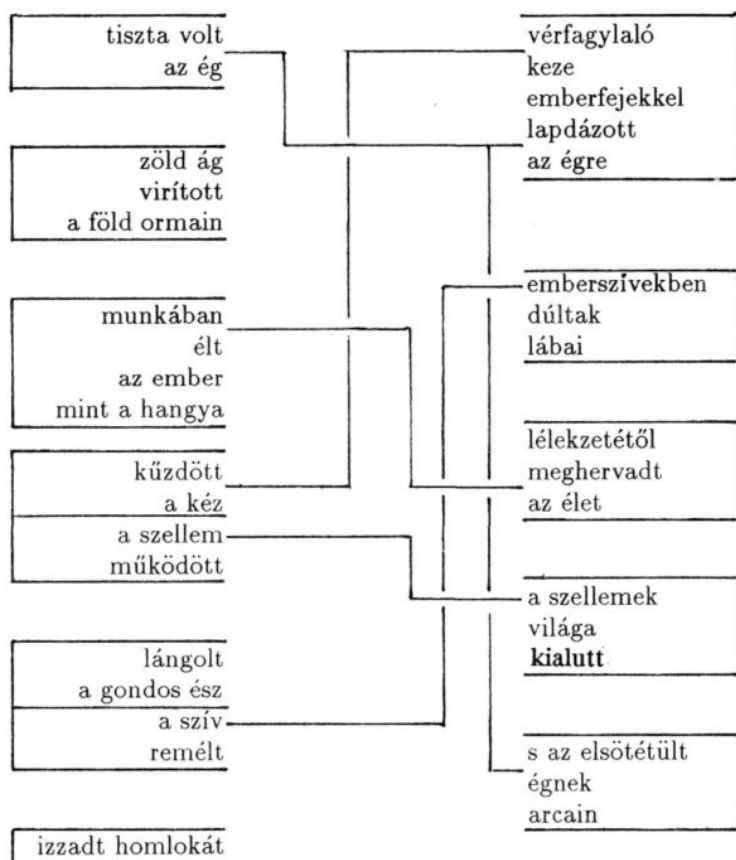 tiszta volt
az ég
zöld ág
virított
a föld ormain
munkában
élt
az ember
mint a hangya
kűzdött
a kéz
a szellem
működött
lángolt
a gondos ész
a szív
remélt
izzadt homlokát
vérfagylaló
keze
emberfejekkel
lapdázott
az égre
emberszívekben
dúltak
lábai
lélekzetétől
meghervadt
az élet
a szellemek
világa
kialutt
s az elsötétült
égnek
arcain